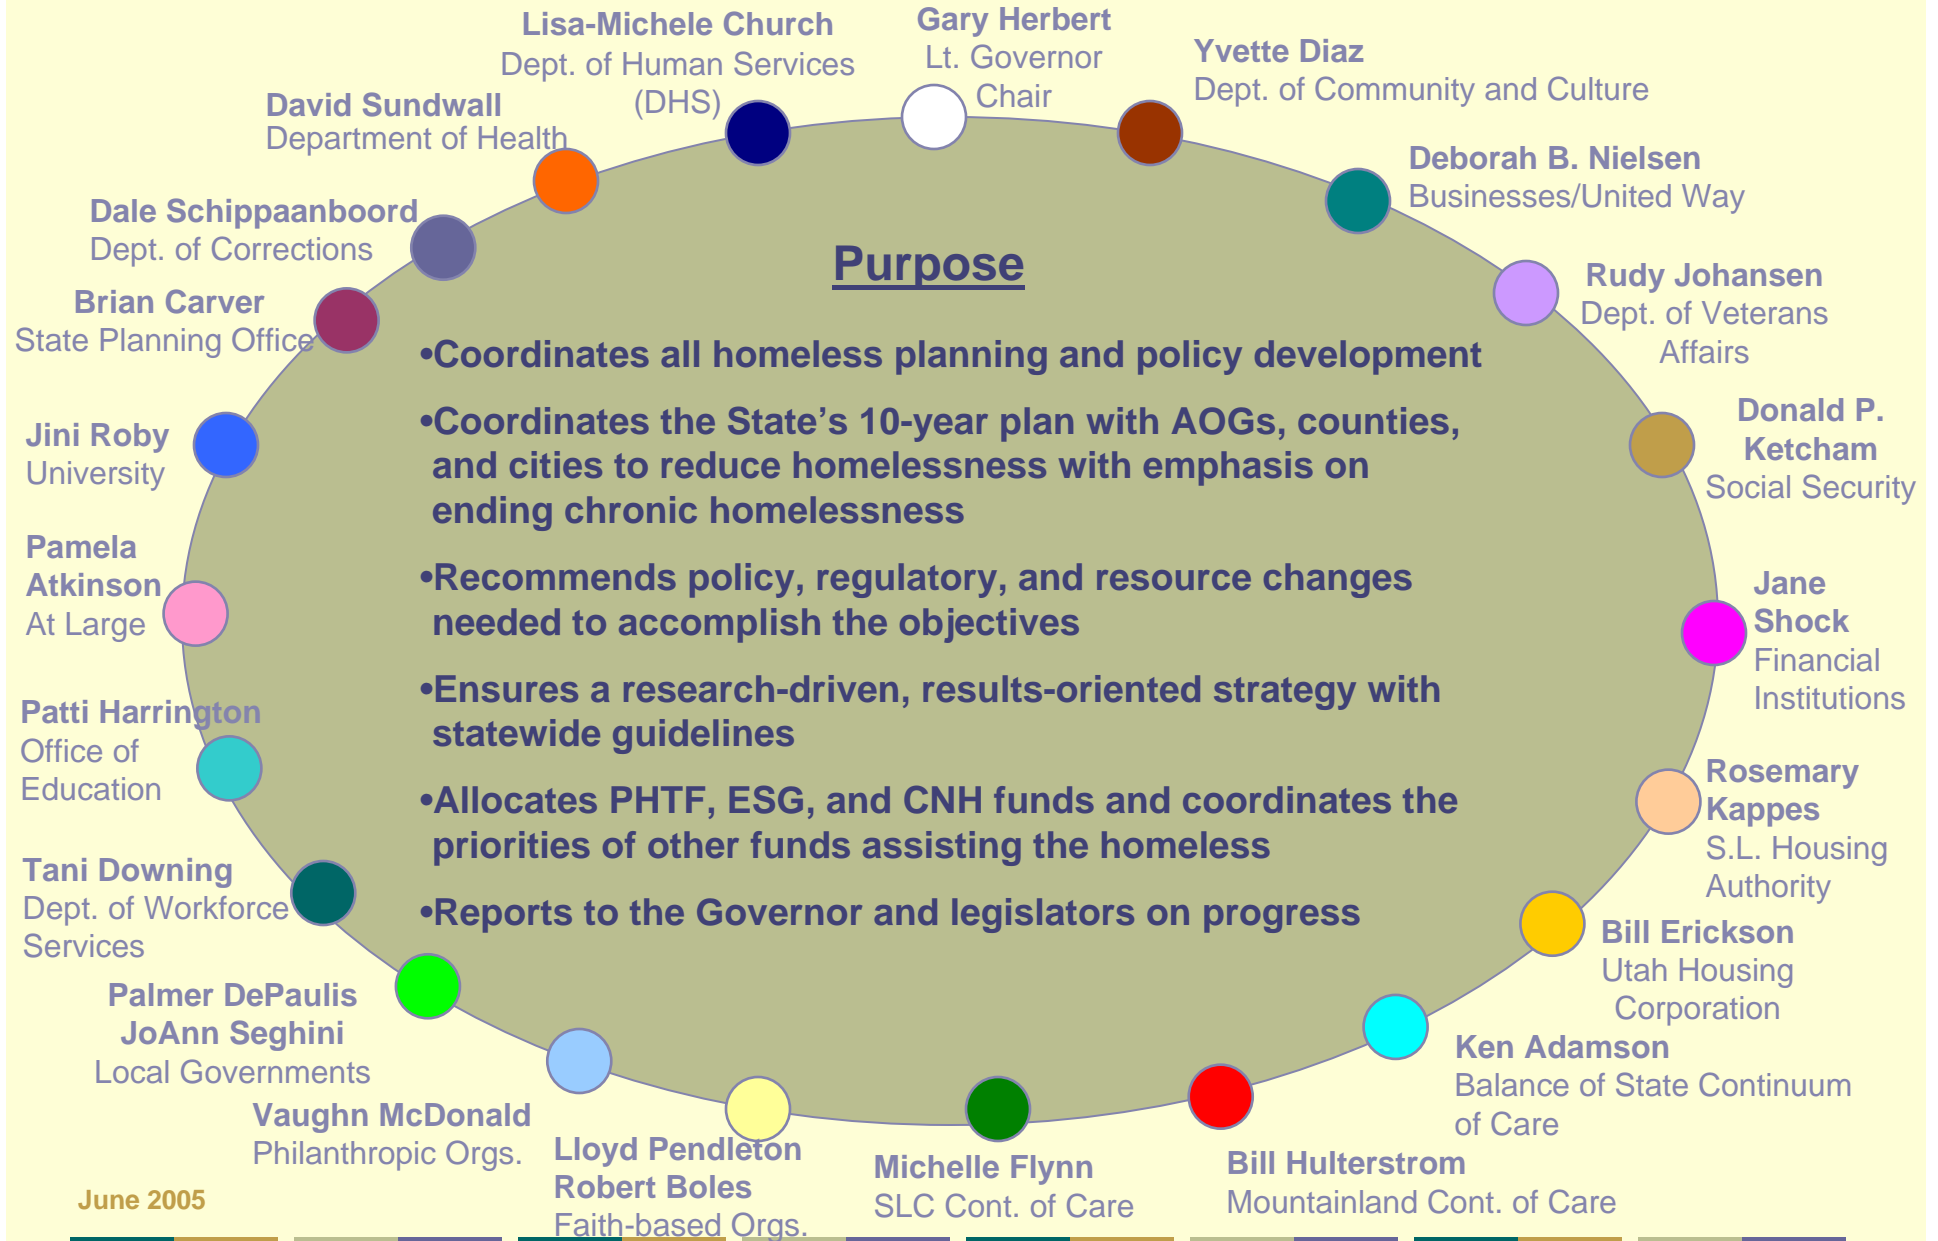 Lisa-Michele Church
Dept. of Human Services
(DHS)
Gary Herbert
Lt. Governor
Chair
Yvette Diaz
Dept. of Community and Culture
David Sundwall
Department of Health
Deborah B. Nielsen
Businesses/United Way
Dale Schippaanboord
Dept. of Corrections
Rudy Johansen
Dept. of Veterans
Affairs
Brian Carver
State Planning Office
Donald P.
Ketcham
Social Security
Jini Roby
University
Pamela
Atkinson
At Large
Jane
Shock
Financial
Institutions
Patti Harrington
Office of
Education
Rosemary
Kappes
S.L. Housing
Authority
Tani Downing
Dept. of Workforce
Services
Bill Erickson
Utah Housing
Corporation
Palmer DePaulis
JoAnn Seghini
Local Governments
Ken Adamson
Balance of State Continuum
of Care
Vaughn McDonald
Philanthropic Orgs.
Lloyd Pendleton
Robert Boles
Faith-based Orgs.
Michelle Flynn
SLC Cont. of Care
Bill Hulterstrom
Mountainland Cont. of Care
Purpose
•Coordinates all homeless planning and policy development
•Coordinates the State’s 10-year plan with AOGs, counties,
and cities to reduce homelessness with emphasis on
ending chronic homelessness
•Recommends policy, regulatory, and resource changes
needed to accomplish the objectives
•Ensures a research-driven, results-oriented strategy with
statewide guidelines
•Allocates PHTF, ESG, and CNH funds and coordinates the
priorities of other funds assisting the homeless
•Reports to the Governor and legislators on progress
June 2005